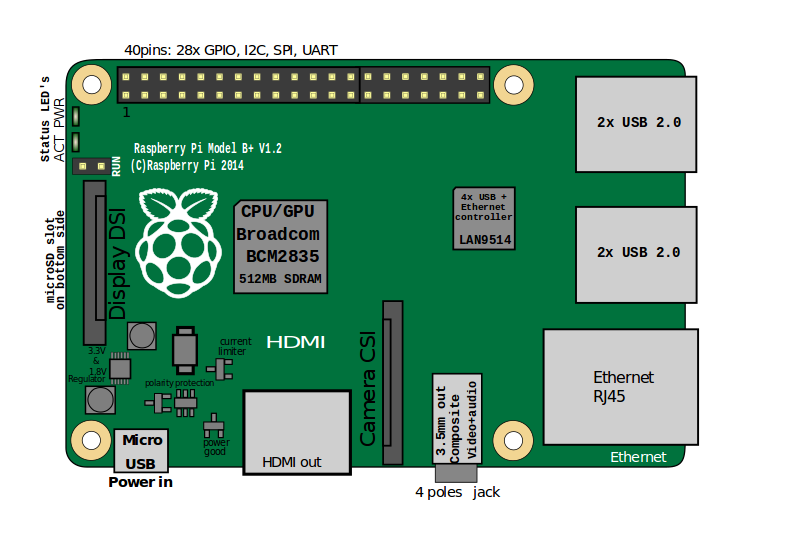 40pins: 28x GPIO, I2C, SPI, UART
1
Status LED's
ACT PWR
RUN
Raspberry Pi Model B+ V1.2
(C)Raspberry Pi 2014
2x USB 2.0
4x USB +
Ethernet
controller
LAN9514
CPU/GPU
Broadcom
BCM2835
512MB SDRAM
microSD slot
on bottom side
Display DSI
2x USB 2.0
3.3V
&
1.8V
Regulator
current
limiter
HDMI
polarity protection
power
good
Camera CSI
Ethernet
RJ45
3.5mm out
Composite
Video+audio
Micro
USB
Power in
HDMI out
Ethernet
4 poles jack